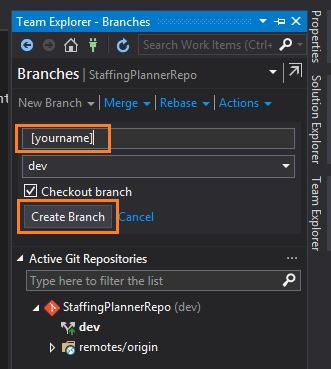 Team Explorer - Branches
Search Work Items (Ctrl+
Branches | StaffingPlannerRepo
New Branch Merge | Rebase | Actions
[yourname]
dev
Checkout branch
Create Branch Cancel
Active Git Repositories
Type here to filter the list
StaffingPlannerRepo (dev)
dev
remotes/origin
Properties
Solution Explorer
Team Explorer